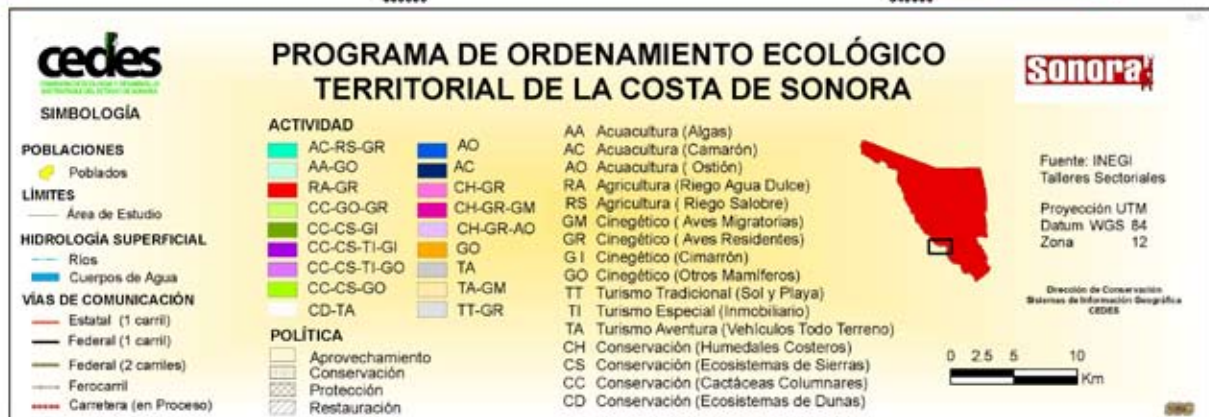 cedes
SIMBOLOGÍA
POBLACIONES
Poblados
LÍMITES
Área de Estudio
HIDROLOGÍA SUPERFICIAL
Ríos
Cuerpos de Agua
VÍAS DE COMUNICACIÓN
Estatal (1 carril)
Federal (1 carril)
Federal (2 carriles)
Ferocarril
Carretera (en Proceso)
PROGRAMA DE ORDENAMIENTO ECOLÓGICO
TERRITORIAL DE LA COSTA DE SONORA
ACTIVIDAD
AC-RS-GR
AA-GO
RA-GR
CC-GO-GR
CC-CS-GI
CC-CS-TI-GI
CC-CS-TI-GO
CC-CS-GO
CD-TA
AO
AC
CH-GR
CH-GR-GM
CH-GR-AO
GO
TA
TA-GM
TT-GR
POLÍTICA
Aprovechamiento
Conservación
Protección
Restauración
AA Acuacultura (Algas)
AC Acuacultura (Camarón)
AO Acuacultura ( Ostión)
RA Agricultura (Riego Agua Dulce)
RS Agricultura ( Riego Salobre)
GM Cinegético (Aves Migratorias)
GR Cinegético ( Aves Residentes)
G I Cinegético (Cimarrón)
GO Cinegético (Otros Mamíferos)
TT Turismo Tradicional (Sol y Playa)
TI Turismo Especial (Inmobiliario)
TA Turismo Aventura (Vehículos Todo Terreno)
CH Conservación (Humedales Costeros)
CS Conservación (Ecosistemas de Sierras)
CC Conservación (Cactáceas Columnares)
CD Conservación (Ecosistemas de Dunas)
Sonora
Fuente: INEGI
Talleres Sectoriales
Proyección UTM
Datum WGS 84
Zona 12
Dirección de Conservación
Sistemas de Información Geográfica
CEDES
0 2.5 5 10
Km